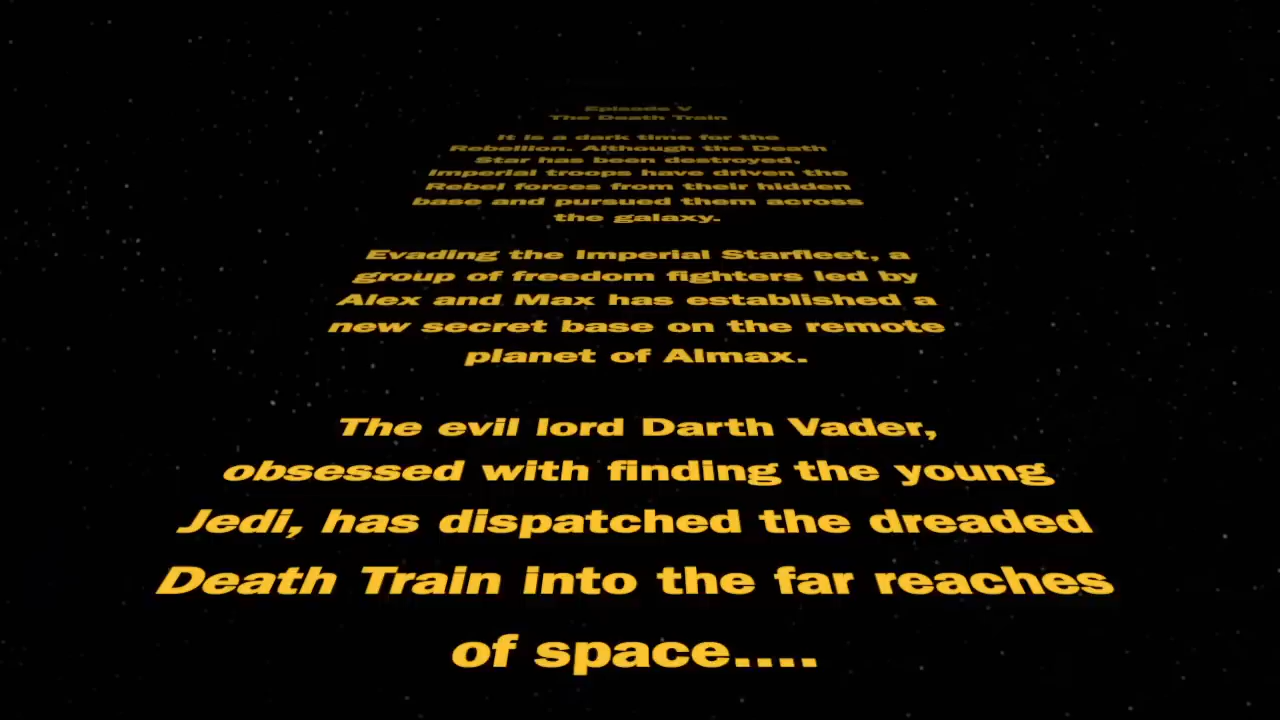 Episode V
The Death Train
It is a dark time for the
Rebellion. Although the Death
Star has been destroyed,
Imperial troops have driven the
Rebel forces from their hidden
base and pursued them across
the galaxy.
Evading the Imperial Starfleet, a
group of freedom fighters led by
Alex and Max has established a
new secret base on the remote
planet of Almax.
The evil lord Darth Vader,
obsessed with finding the young
Jedi, has dispatched the dreaded
Death Train into the far reaches
of space....